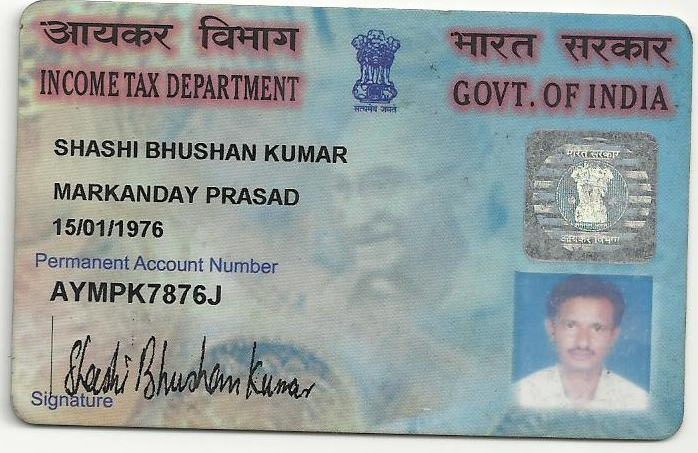 आयकर विभाग
भारत सरकार
INCOME TAX DEPARTMENT
सत्यमेव जयते
GOVT. OF INDIA
SHASHI BHUSHAN KUMAR
MARKANDAY PRASAD
15/01/1976
Permanent Account Number
AYMPK7876J
Shashi Bhushan Kumar
Signature
भारत सरकार
आयकर विभाग